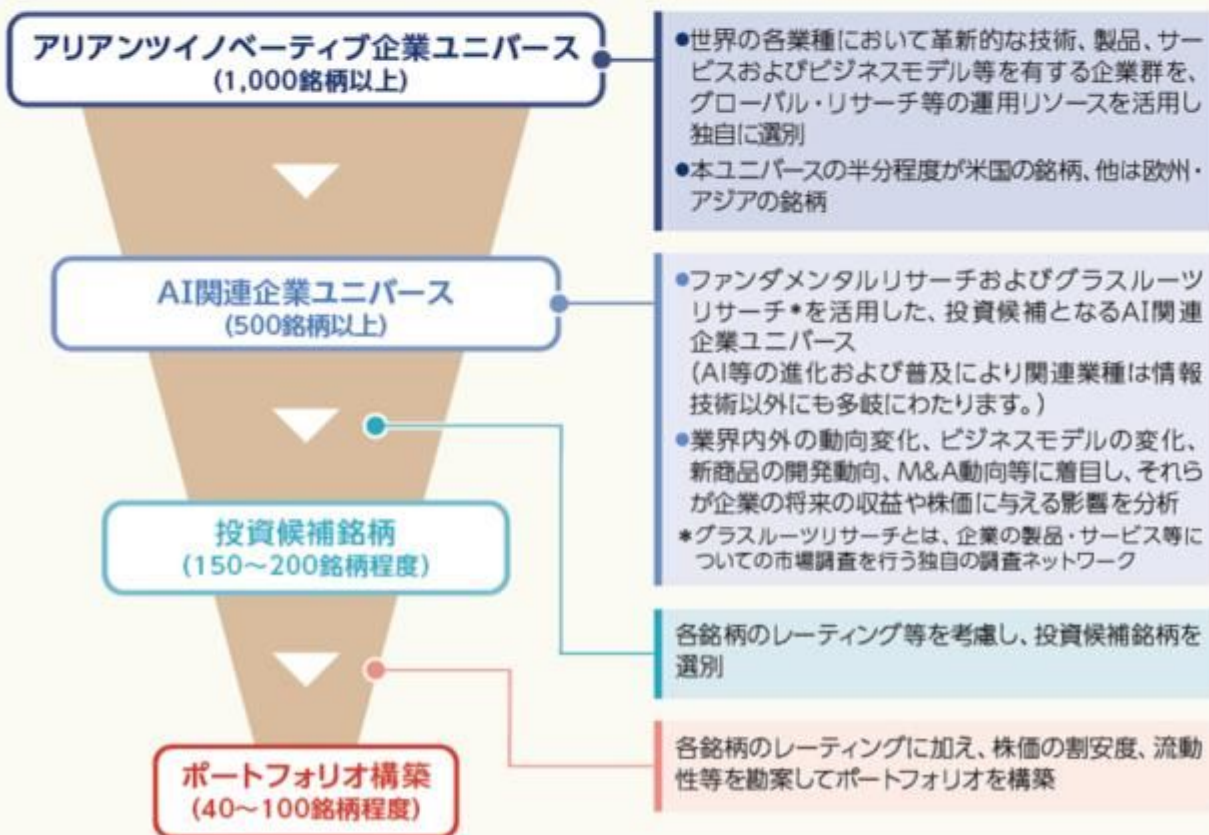 アリアンツイノベーティブ企業ユニバース
(1,000銘柄以上)
●世界の各業種において革新的な技術、製品、サー
ビスおよびビジネスモデル等を有する企業群を、
グローバル・リサーチ等の運用リソースを活用し
独自に選別
●本ユニバースの半分程度が米国の銘柄、他は欧州・
アジアの銘柄
AI関連企業ユニバース
(500銘柄以上)
●ファンダメンタルリサーチおよびグラスルーツ
リサーチ*を活用した、投資候補となるAI関連
企業ユニバース
(AI等の進化および普及により関連業種は情報
技術以外にも多岐にわたります。)
●業界内外の動向変化、ビジネスモデルの変化、
新商品の開発動向、M&A動向等に着目し、それら
が企業の将来の収益や株価に与える影響を分析
*グラスルーツリサーチとは、企業の製品・サービス等に
ついての市場調査を行う独自の調査ネットワーク
投資候補銘柄
(150～200銘柄程度)
各銘柄のレーティング等を考慮し、投資候補銘柄を
選別
ポートフォリオ構築
(40～100銘柄程度)
各銘柄のレーティングに加え、株価の割安度、流動
性等を勘案してポートフォリオを構築